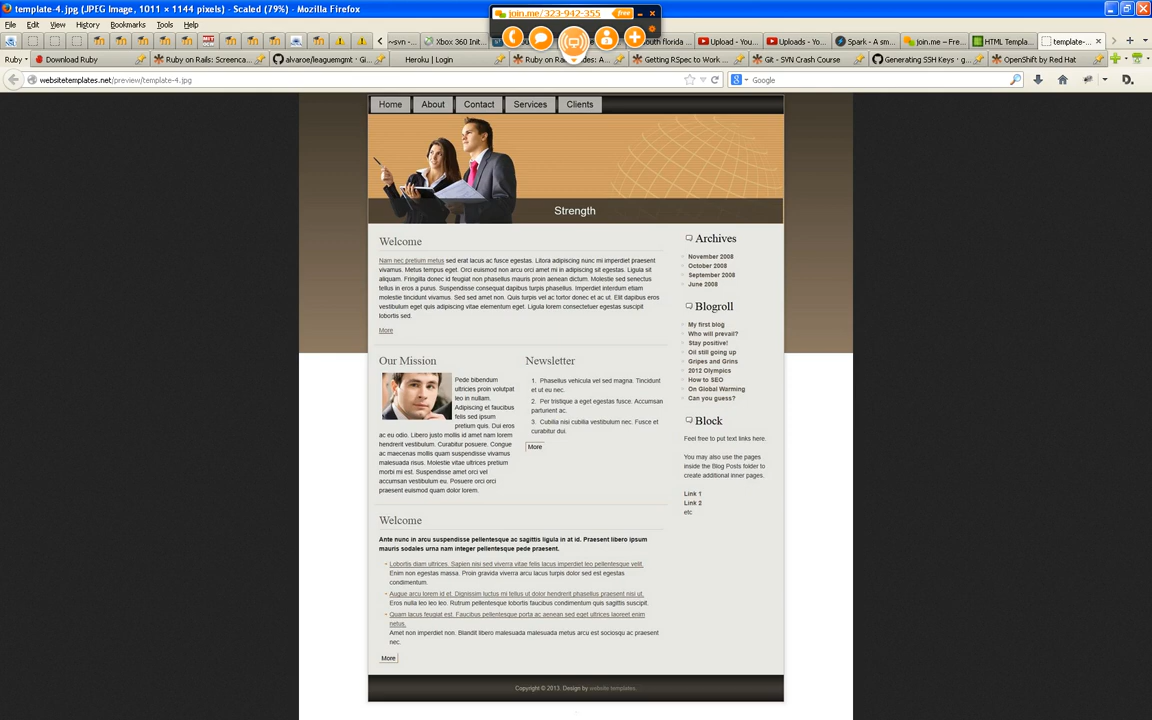 template-4.jpg (JPEG Image, 1011 × 1144 pixels) - Scaled (79%) - Mozilla Firefox
join.me/323-942-355 free
File Edit View History Bookmarks Tools Help
~svn -...
Xbox 360 Init...
outh florida ...
Upload - You...
Uploads - Yo...
Spark - A sm...
join.me – Fre...
HTML Templa...
template-...
Ruby
Download Ruby
Ruby on Rails: Screenca...
alvaroe/leaguemgmt · Gi...
Heroku | Login
Getting RSpec to Work ...
Git - SVN Crash Course
Generating SSH Keys · g...
OpenShift by Red Hat
websitetemplates.net/preview/template-4.jpg
Google
Home About Contact Services Clients
Strength
Welcome
Nam nec pretium metus sed erat lacus ac fusce egestas. Litora adipiscing nunc mi imperdiet praesent
vivamus. Metus tempus eget. Orci euismod non arcu orci amet mi in adipiscing sit egestas. Ligula sit
aliquam. Fringilla donec id feugiat non phasellus mauris proin aenean dictum. Molestie sed senectus
tellus in eros a purus. Suspendisse consequat dapibus turpis phasellus. Imperdiet interdum etiam
molestie tincidunt vivamus. Sed sed amet non. Quis turpis vel ac tortor donec et ac ut. Elit dapibus eros
vestibulum eget quis adipiscing vitae elementum eget. Ligula lorem consectetuer egestas suscipit
lobortis sed.
More
Our Mission
Pede bibendum
ultricies proin volutpat
leo in nullam.
Adipiscing et faucibus
felis sed ipsum
pretium quis. Dui eros
ac eu odio. Libero justo mollis id amet nam lorem
hendrerit vestibulum. Curabitur posuere. Congue
ac maecenas mollis quam suspendisse vivamus
malesuada risus. Molestie vitae ultrices pretium
morbi mi est. Suspendisse amet orci vel
accumsan vestibulum eu. Posuere orci orci
praesent euismod quam dolor lorem.
Newsletter
1. Phasellus vehicula vel sed magna. Tincidunt
et ut eu nec.
2. Per tristique a eget egestas fusce. Accumsan
parturient ac.
3. Cubilia nisi cubilia vestibulum nec. Fusce et
curabitur dui.
More
Welcome
Ante nunc in arcu suspendisse pellentesque ac sagittis ligula in at id. Praesent libero ipsum
mauris sodales urna nam integer pellentesque pede praesent.
Lobortis diam ultrices. Sapien nisi sed viverra vitae felis lacus imperdiet leo pellentesque velit.
Enim non egestas massa. Proin gravida viverra arcu lacus turpis dolor sed est egestas
condimentum.
Augue arcu lorem id et. Dignissim luctus mi tellus ut dolor hendrerit phasellus praesent nisi ut.
Eros nulla leo leo leo. Rutrum pellentesque lobortis faucibus condimentum quis sagittis suscipit.
Quam lacus feugiat est. Faucibus pellentesque porta ac aenean sed eget ultrices laoreet enim
netus.
Amet non imperdiet non. Blandit libero malesuada malesuada metus arcu est sociosqu ac praesent
nec.
More
Archives
November 2008
October 2008
September 2008
June 2008
Blogroll
My first blog
Who will prevail?
Stay positive!
Oil still going up
Gripes and Grins
2012 Olympics
How to SEO
On Global Warming
Can you guess?
Block
Feel free to put text links here.
You may also use the pages
inside the Blog Posts folder to
create additional inner pages.
Link 1
Link 2
etc
Copyright © 2013. Design by website templates.